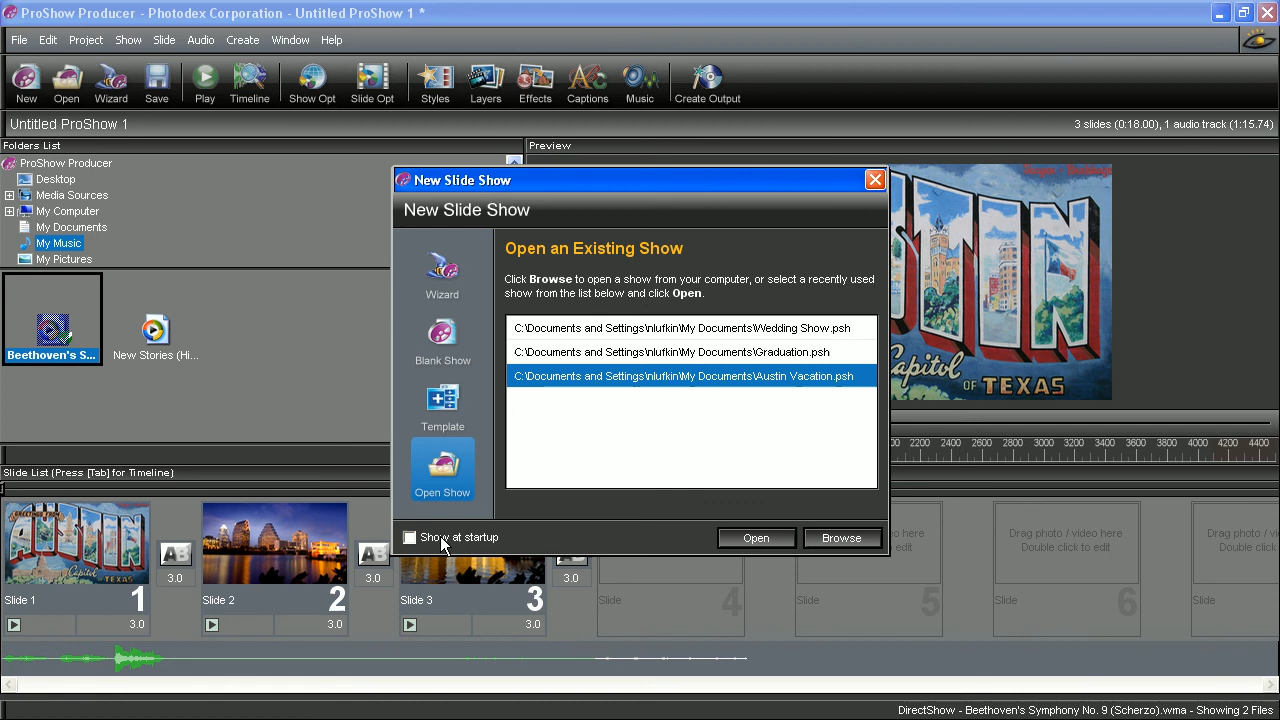 ProShow Producer - Photodex Corporation - Untitled ProShow 1 *
File Edit Project Show Slide Audio Create Window Help
New Open Wizard Save Play Timeline Show Opt Slide Opt Styles Layers Effects Captions Music Create Output
Untitled ProShow 1
3 slides (0:18.00), 1 audio track (1:15.74)
Folders List
Preview
ProShow Producer
Desktop
Media Sources
My Computer
My Documents
My Music
My Pictures
Beethoven's S...
New Stories (Hi...
New Slide Show
New Slide Show
Wizard
Blank Show
Template
Open Show
Open an Existing Show
Click Browse to open a show from your computer, or select a recently used
show from the list below and click Open.
C:\Documents and Settings\nlufkin\My Documents\Wedding Show.psh
C:\Documents and Settings\nlufkin\My Documents\Graduation.psh
C:\Documents and Settings\nlufkin\My Documents\Austin Vacation.psh
Show at startup
Open Browse
STIN
Capitol
OF TEXAS
00 2200 2400 2600 2800 3000 3200 3400 3600 3800 4000 4200 4400
Slide List (Press [Tab] for Timeline)
GREETINGS FROM
AUSTIN
Capitol
TEXAS
AB AB
3.0 3.0 3.0
Drag photo / video here
Double click to edit
Drag photo
Double clic
Slide 1 1 Slide 2 2 Slide 3 3 Slide 4 Slide 5 Slide 6 Slide
3.0 3.0 3.0
DirectShow - Beethoven's Symphony No. 9 (Scherzo).wma - Showing 2 Files